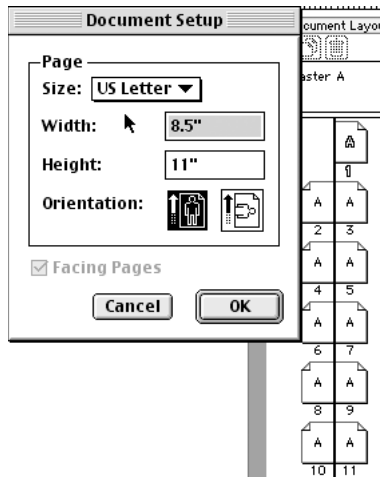 Document Setup
Page
Size: US Letter
Width: 8.5"
Height: 11"
Orientation:
Facing Pages
Cancel OK
cument Layou
aster A
A
1
A A
2 3
A A
4 5
A A
6 7
A A
8 9
A A
10 11